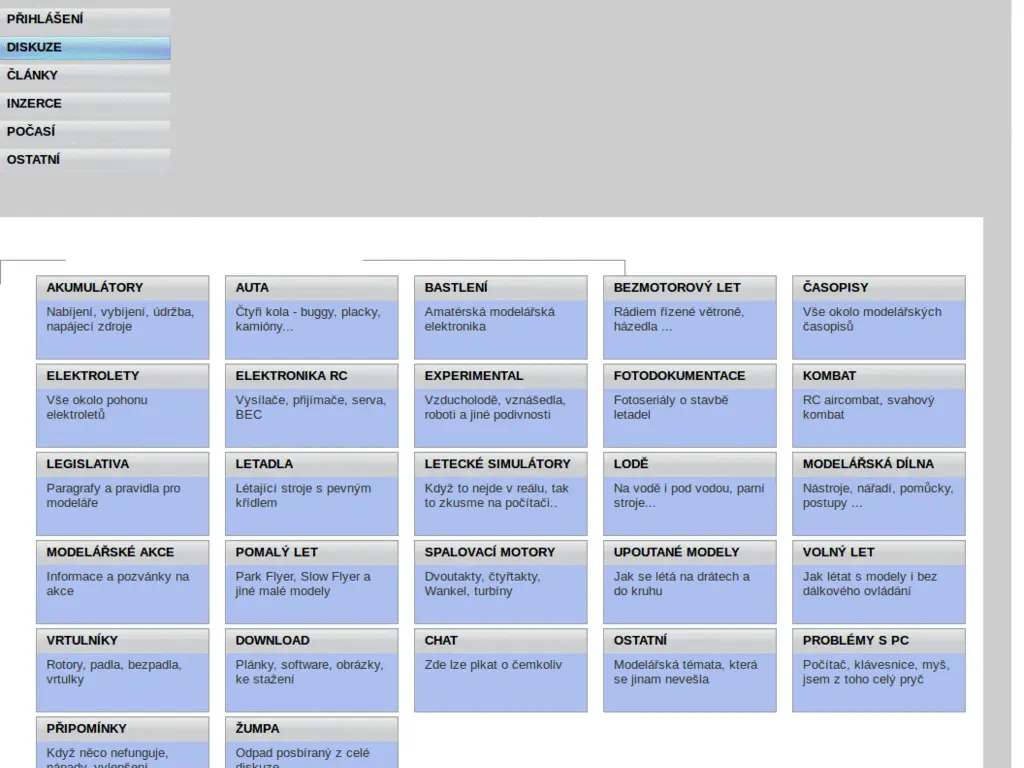 PŘIHLÁŠENÍ
DISKUZE
ČLÁNKY
INZERCE
POČASÍ
OSTATNÍ
AKUMULÁTORY
Nabíjení, vybíjení, údržba,
napájecí zdroje
AUTA
Čtyři kola - buggy, placky,
kamióny...
BASTLENÍ
Amatérská modelářská
elektronika
BEZMOTOROVÝ LET
Rádiem řízené větroně,
házedla ...
ČASOPISY
Vše okolo modelářských
časopisů
ELEKTROLETY
Vše okolo pohonu
elektroletů
ELEKTRONIKA RC
Vysílače, přijímače, serva,
BEC
EXPERIMENTAL
Vzducholodě, vznášedla,
roboti a jiné podivnosti
FOTODOKUMENTACE
Fotoseriály o stavbě
letadel
KOMBAT
RC aircombat, svahový
kombat
LEGISLATIVA
Paragrafy a pravidla pro
modeláře
LETADLA
Létající stroje s pevným
křídlem
LETECKÉ SIMULÁTORY
Když to nejde v reálu, tak
to zkusme na počítači..
LODĚ
Na vodě i pod vodou, parní
stroje...
MODELÁŘSKÁ DÍLNA
Nástroje, nářadí, pomůcky,
postupy ...
MODELÁŘSKÉ AKCE
Informace a pozvánky na
akce
POMALÝ LET
Park Flyer, Slow Flyer a
jiné malé modely
SPALOVACÍ MOTORY
Dvoutakty, čtyřtakty,
Wankel, turbíny
UPOUTANÉ MODELY
Jak se létá na drátech a
do kruhu
VOLNÝ LET
Jak létat s modely i bez
dálkového ovládání
VRTULNÍKY
Rotory, padla, bezpadla,
vrtulky
DOWNLOAD
Plánky, software, obrázky,
ke stažení
CHAT
Zde lze plkat o čemkoliv
OSTATNÍ
Modelářská témata, která
se jinam nevešla
PROBLÉMY S PC
Počítač, klávesnice, myš,
jsem z toho celý pryč
PŘIPOMÍNKY
Když něco nefunguje,
nápady, vylepšení
ŽUMPA
Odpad posbíraný z celé
diskuze